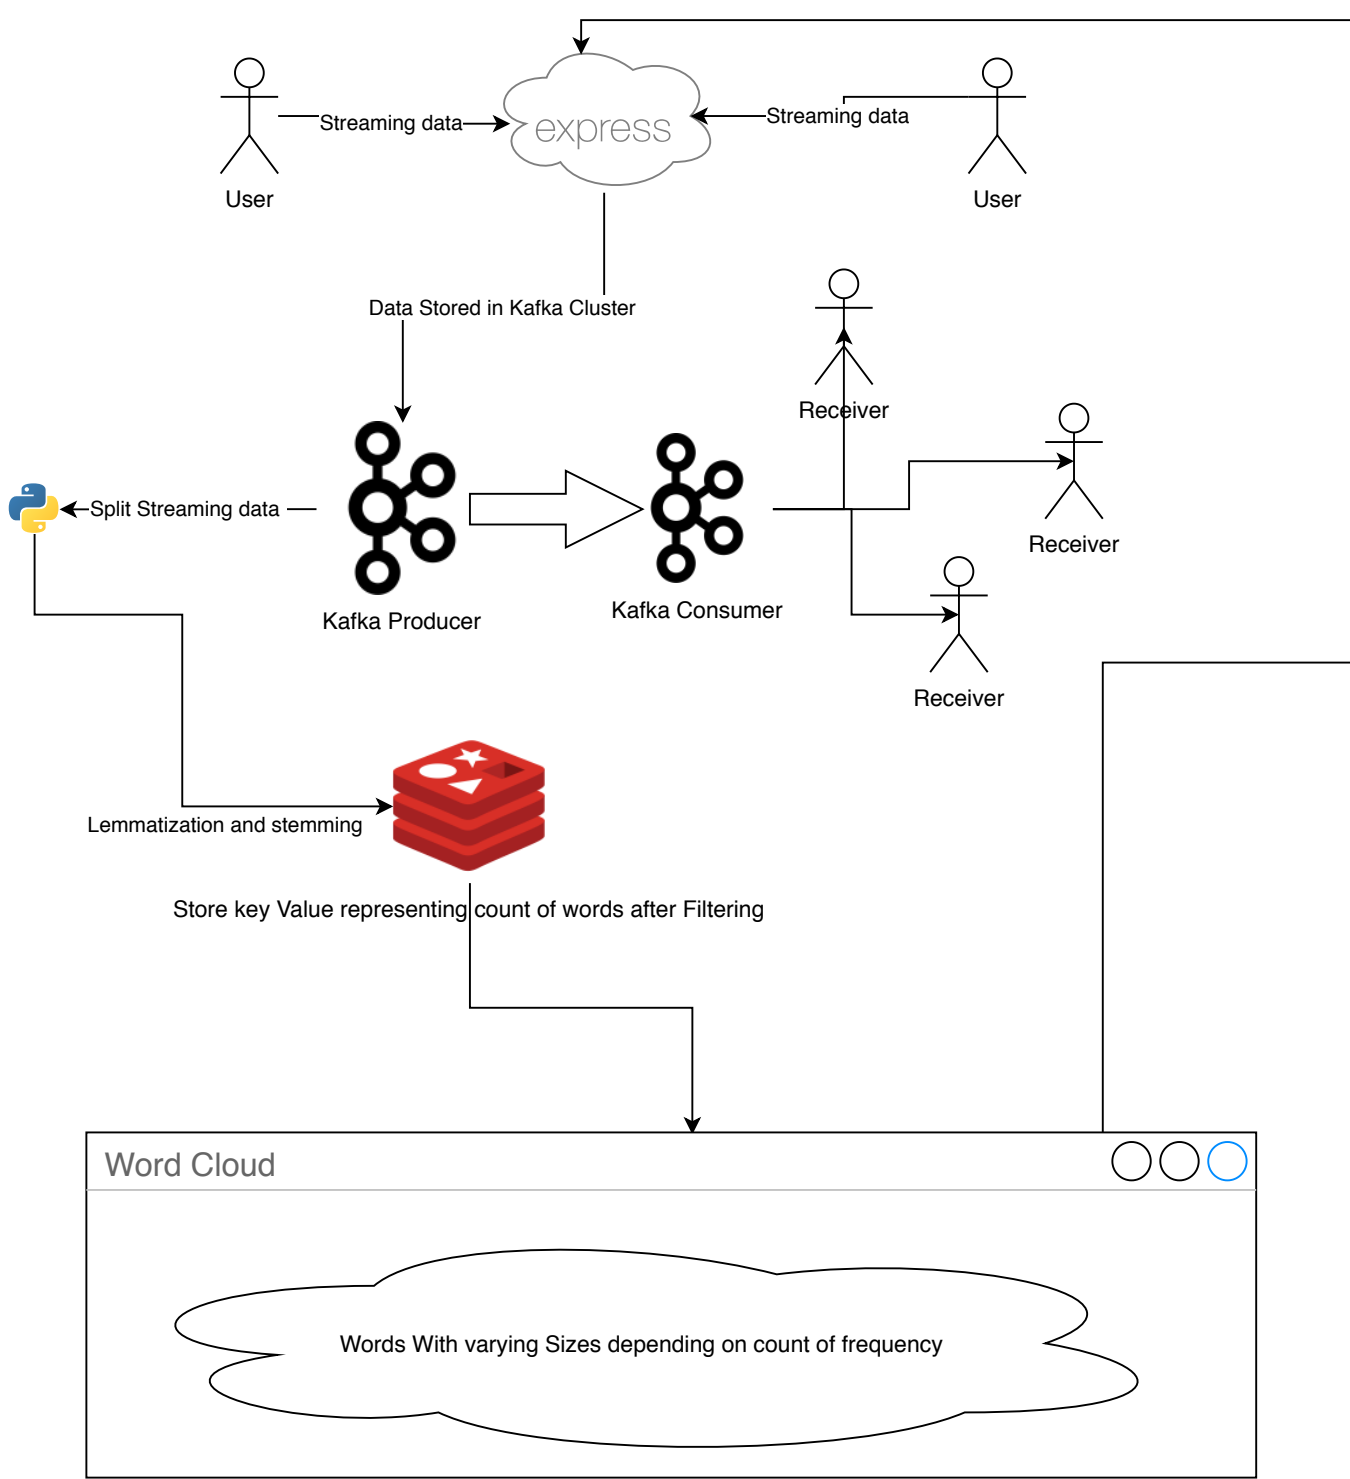 express
Streaming data
Streaming data
User
User
Data Stored in Kafka Cluster
Receiver
Split Streaming data
Receiver
Kafka Producer
Kafka Consumer
Receiver
Lemmatization and stemming
Store key Value representing count of words after Filtering
Word Cloud
Words With varying Sizes depending on count of frequency